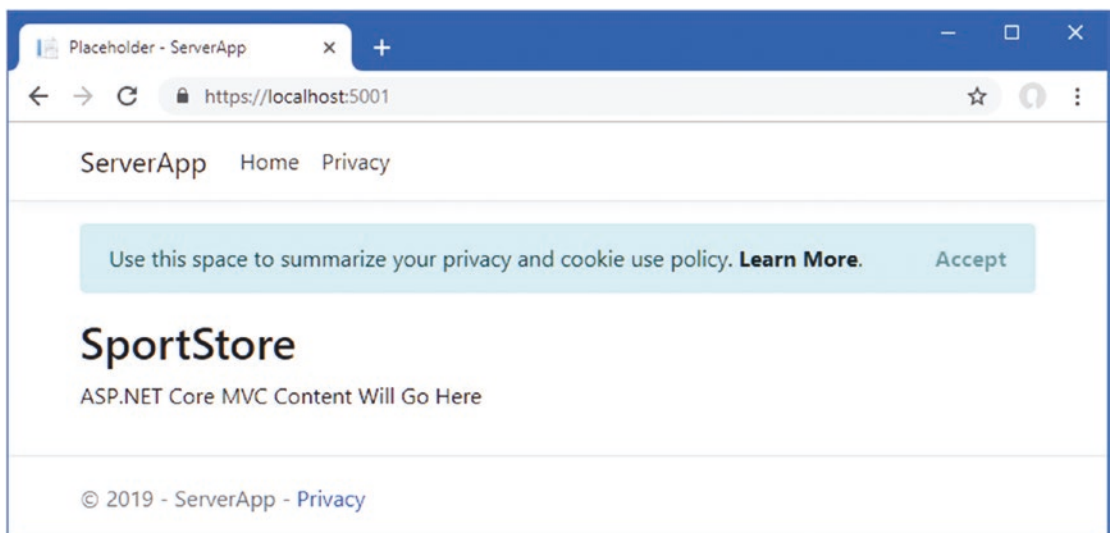 Placeholder - ServerApp
https://localhost:5001
ServerApp Home Privacy
Use this space to summarize your privacy and cookie use policy. Learn More. Accept
SportStore
ASP.NET Core MVC Content Will Go Here
© 2019 - ServerApp - Privacy